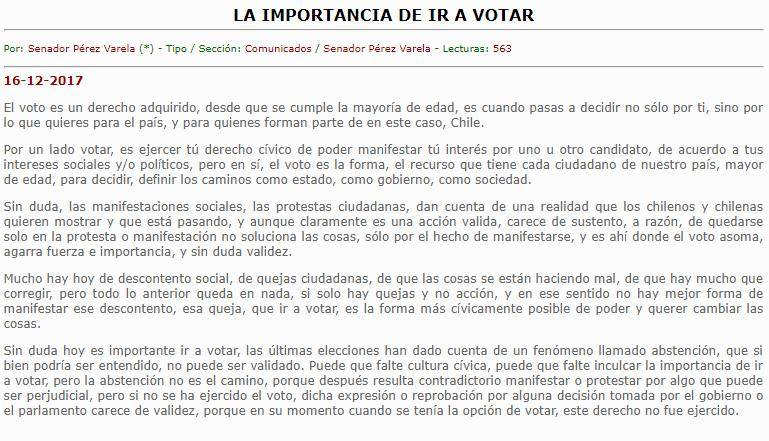 LA IMPORTANCIA DE IR A VOTAR
Por: Senador Pérez Varela (*) - Tipo / Sección: Comunicados / Senador Pérez Varela - Lecturas: 563
16-12-2017
El voto es un derecho adquirido, desde que se cumple la mayoría de edad, es cuando pasas a decidir no sólo por ti, sino por
lo que quieres para el país, y para quienes forman parte de en este caso, Chile.
Por un lado votar, es ejercer tú derecho cívico de poder manifestar tú interés por uno u otro candidato, de acuerdo a tus
intereses sociales y/o políticos, pero en sí, el voto es la forma, el recurso que tiene cada ciudadano de nuestro país, mayor
de edad, para decidir, definir los caminos como estado, como gobierno, como sociedad.
Sin duda, las manifestaciones sociales, las protestas ciudadanas, dan cuenta de una realidad que los chilenos y chilenas
quieren mostrar y que está pasando, y aunque claramente es una acción valida, carece de sustento, a razón, de quedarse
solo en la protesta o manifestación no soluciona las cosas, sólo por el hecho de manifestarse, y es ahí donde el voto asoma,
agarra fuerza e importancia, y sin duda validez.
Mucho hay hoy de descontento social, de quejas ciudadanas, de que las cosas se están haciendo mal, de que hay mucho que
corregir, pero todo lo anterior queda en nada, si solo hay quejas y no acción, y en ese sentido no hay mejor forma de
manifestar ese descontento, esa queja, que ir a votar, es la forma más cívicamente posible de poder y querer cambiar las
cosas.
Sin duda hoy es importante ir a votar, las últimas elecciones han dado cuenta de un fenómeno llamado abstención, que si
bien podría ser entendido, no puede ser validado. Puede que falte cultura cívica, puede que falte inculcar la importancia de ir
a votar, pero la abstención no es el camino, porque después resulta contradictorio manifestar o protestar por algo que puede
ser perjudicial, pero si no se ha ejercido el voto, dicha expresión o reprobación por alguna decisión tomada por el gobierno o
el parlamento carece de validez, porque en su momento cuando se tenía la opción de votar, este derecho no fue ejercido.